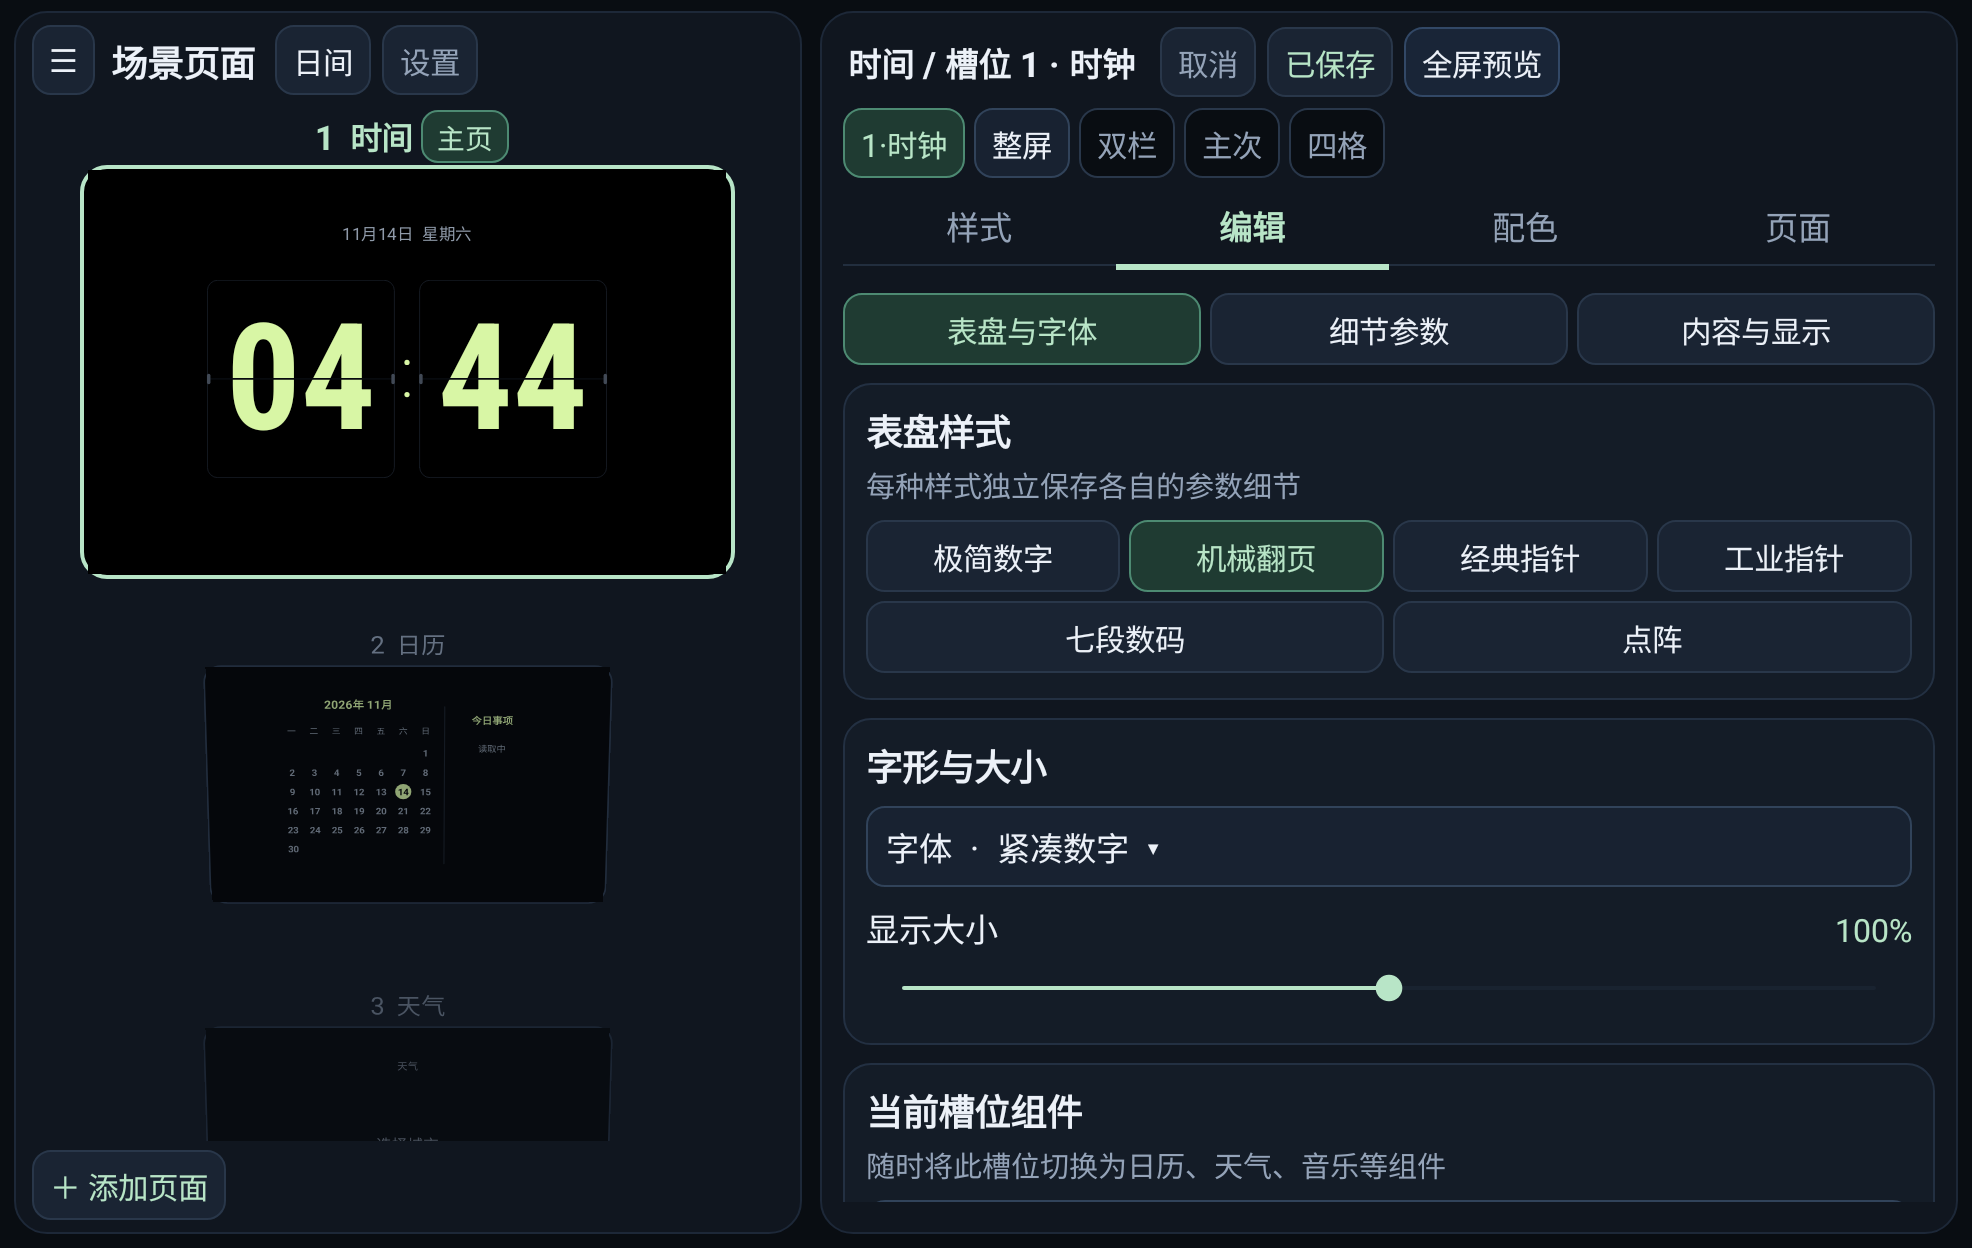 ☰ 场景页面 日间 设置
1 时间 主页
11月14日 星期六
04:44
2 日历
2026年 11月
一 二 三 四 五 六 日
1
2 3 4 5 6 7 8
9 10 11 12 13 14 15
16 17 18 19 20 21 22
23 24 25 26 27 28 29
30
今日事项
读取中
3 天气
天气
+ 添加页面
时间 / 槽位 1 · 时钟 取消 已保存 全屏预览
1·时钟 整屏 双栏 主次 四格
样式 编辑 配色 页面
表盘与字体 细节参数 内容与显示
表盘样式
每种样式独立保存各自的参数细节
极简数字 机械翻页 经典指针 工业指针
七段数码 点阵
字形与大小
字体 · 紧凑数字 ▾
显示大小 100%
当前槽位组件
随时将此槽位切换为日历、天气、音乐等组件